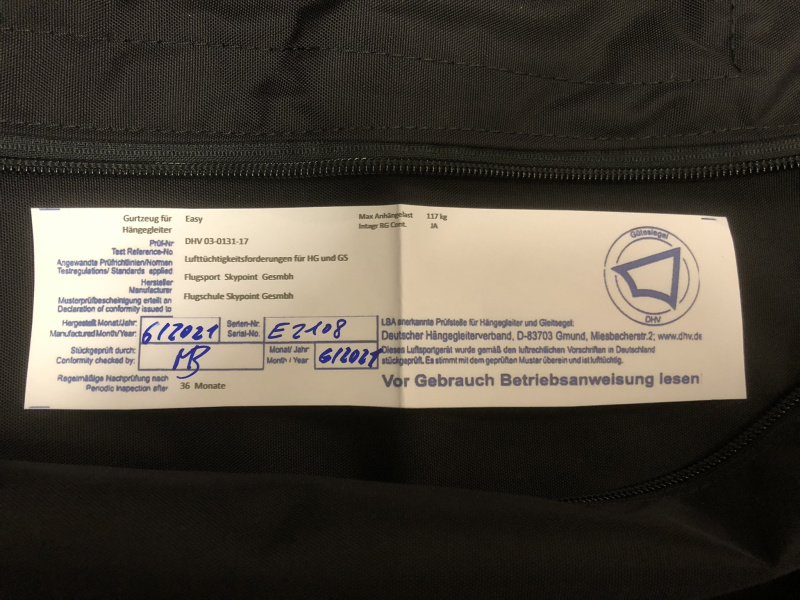 Gurtzeug für Easy Max Anhängelast 117 kg
Hängegleiter Intagr RG Cont. JA
Prüf-Nr DHV 03-0131-17
Test Reference-No
Angewandte Prüfrichtlinien/Normen Lufttüchtigkeitsforderungen für HG und GS
Testregulations/ Standards applied
Hersteller Flugsport Skypoint Gesmbh
Manufacturer
Musterprüfbescheinigung erteilt an Flugschule Skypoint Gesmbh
Declaration of conformity issued to
Gütesiegel
DHV
Hergestellt Monat/Jahr: 6/2021 Serien-Nr. E2108
Manufactured Month/Year: Serial-No.
Stückgeprüft durch: MB Monat/ Jahr 6/2021
Conformity checked by: Month / Year
Regelmäßige Nachprüfung nach 36 Monate
Periodic inspection after
LBA anerkannte Prüfstelle für Hängegleiter und Gleitsegel:
Deutscher Hängegleiterverband, D-83703 Gmund, Miesbacherstr.2; www.dhv.de
Dieses Luftsportgerät wurde gemäß den luftrechtlichen Vorschriften in Deutschland
stückgeprüft. Es stimmt mit dem geprüften Muster überein und ist lufttüchtig.
Vor Gebrauch Betriebsanweisung lesen